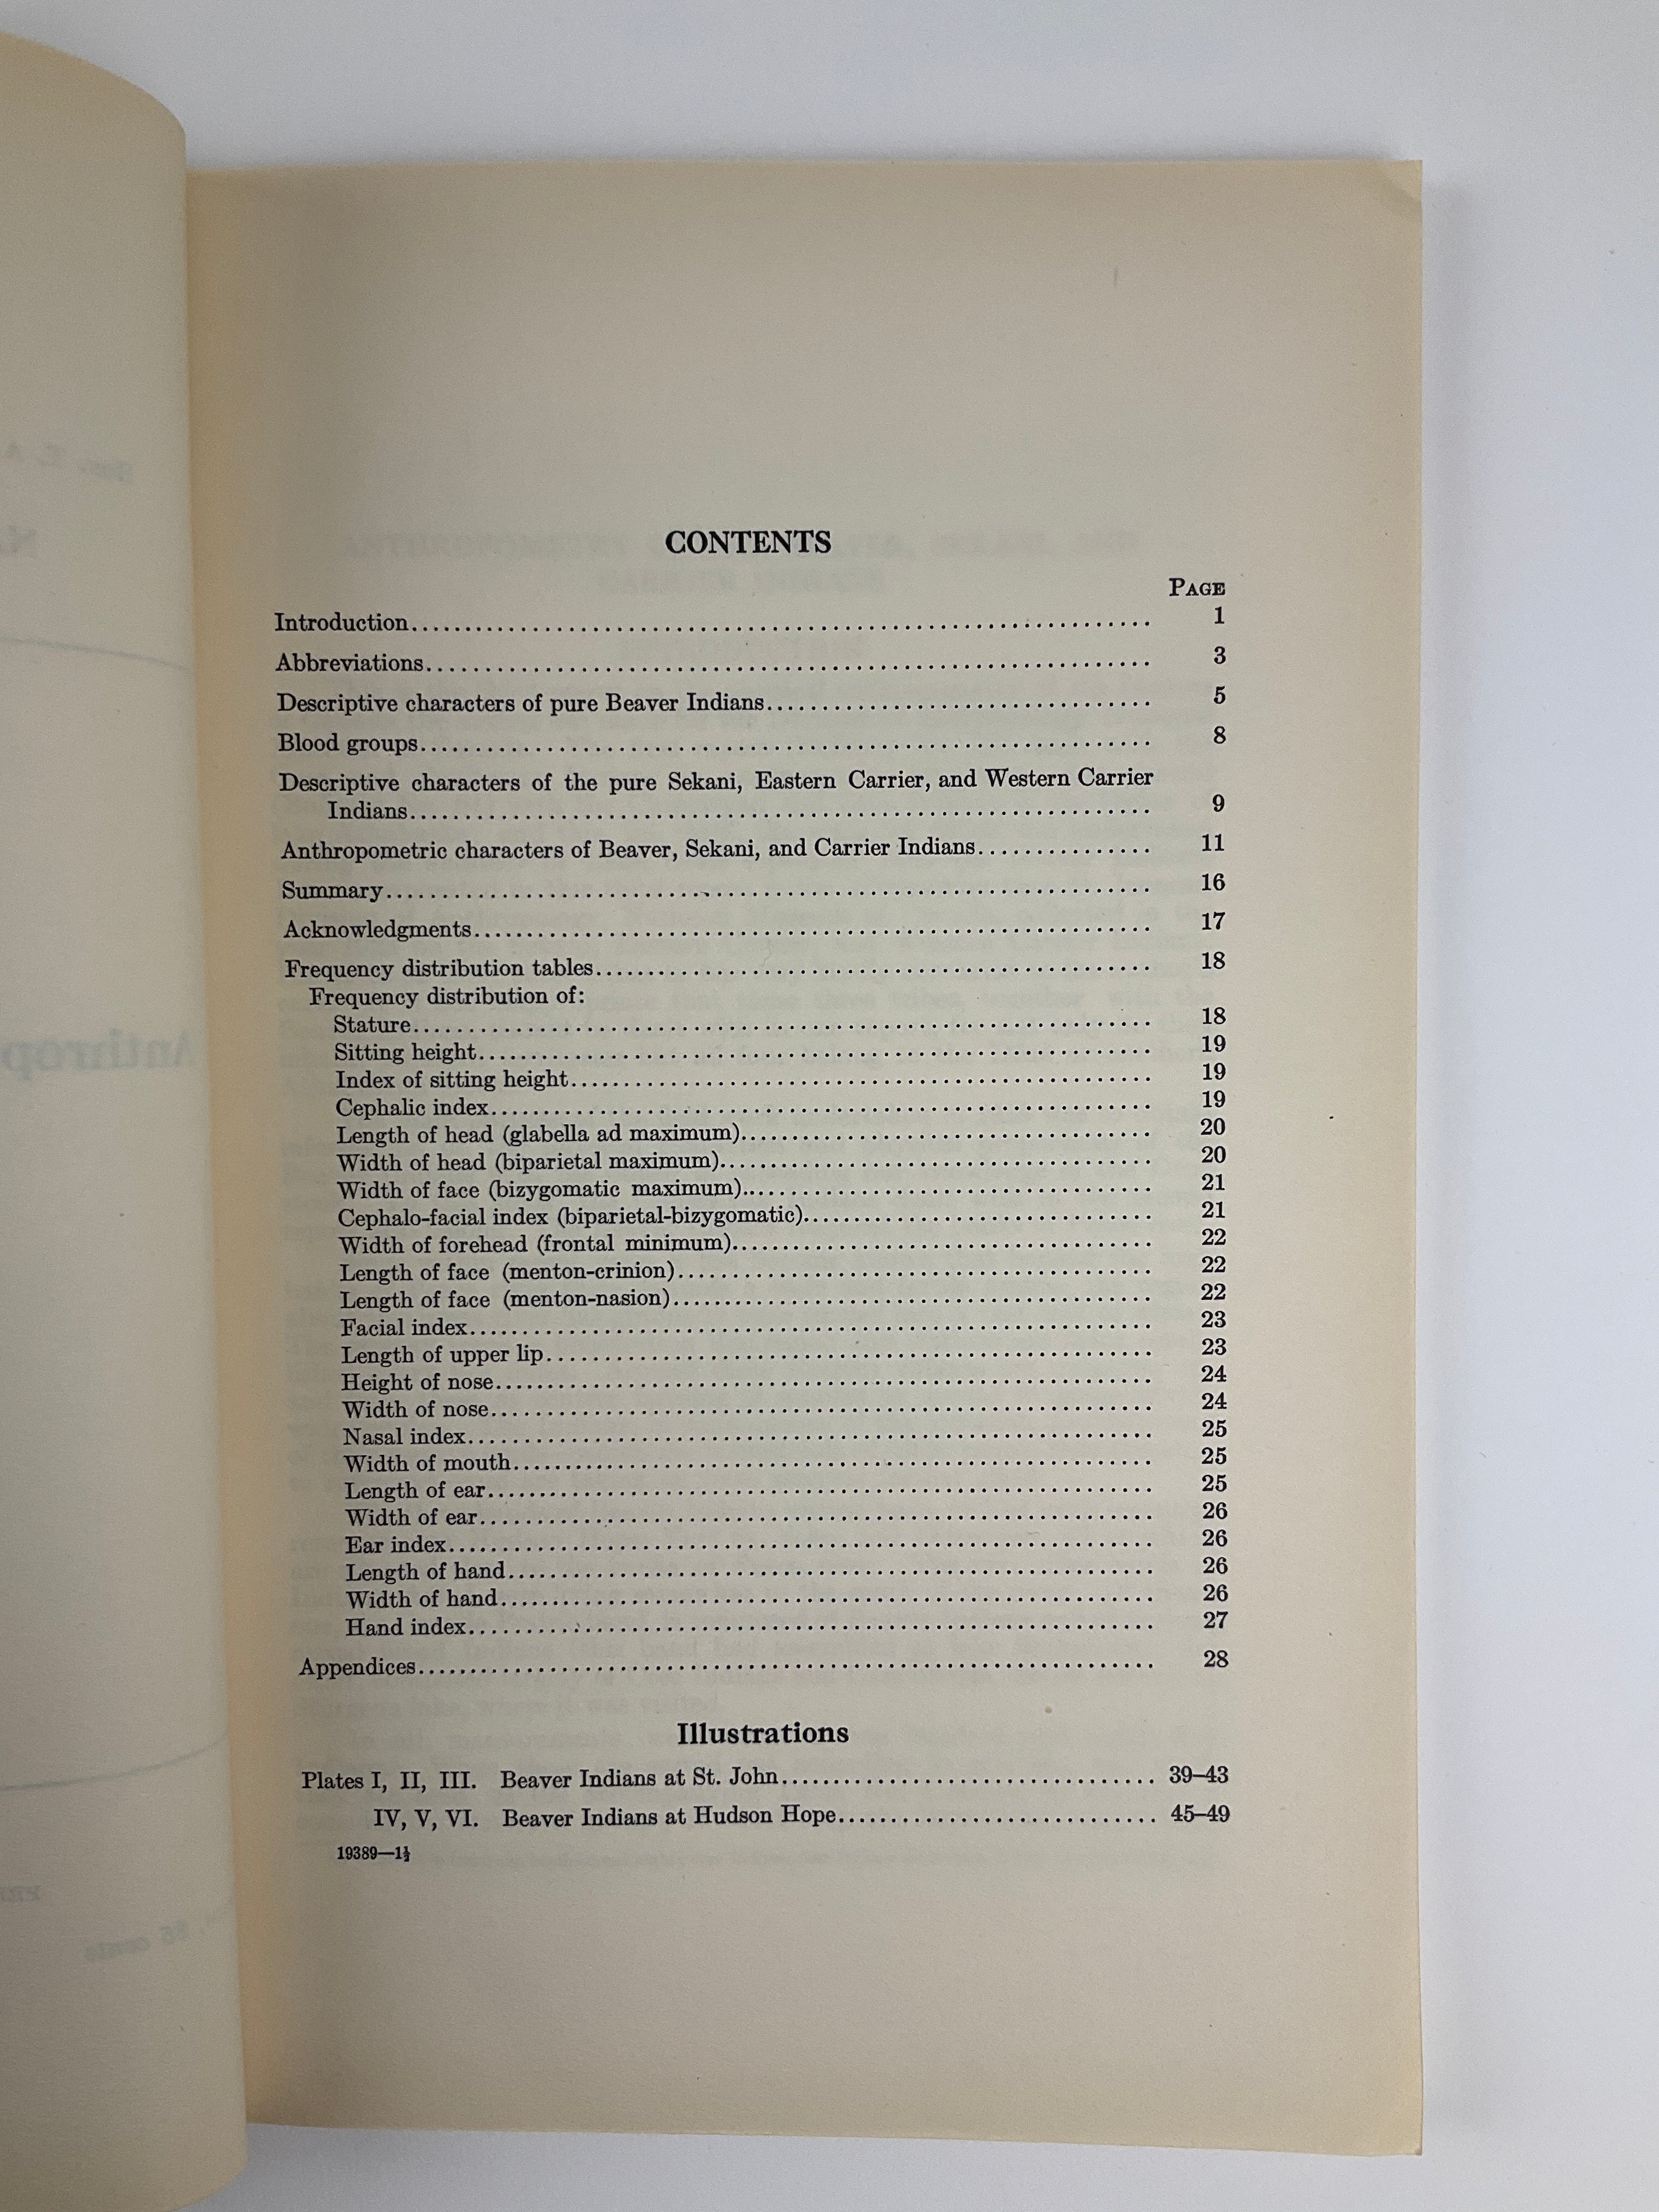 CONTENTS
PAGE
Introduction........................................ 1
Abbreviations........................................ 3
Descriptive characters of pure Beaver Indians........................................ 5
Blood groups........................................ 8
Descriptive characters of the pure Sekani, Eastern Carrier, and Western Carrier
Indians........................................ 9
Anthropometric characters of Beaver, Sekani, and Carrier Indians............... 11
Summary........................................ 16
Acknowledgments........................................ 17
Frequency distribution tables........................................ 18
Frequency distribution of:
Stature........................................ 18
Sitting height........................................ 19
Index of sitting height........................................ 19
Cephalic index........................................ 19
Length of head (glabella ad maximum)........................................ 20
Width of head (biparietal maximum)........................................ 20
Width of face (bizygomatic maximum)........................................ 21
Cephalo-facial index (biparietal-bizygomatic)........................................ 21
Width of forehead (frontal minimum)........................................ 22
Length of face (menton-crinion)........................................ 22
Length of face (menton-nasion)........................................ 22
Facial index........................................ 23
Length of upper lip........................................ 23
Height of nose........................................ 24
Width of nose........................................ 24
Nasal index........................................ 25
Width of mouth........................................ 25
Length of ear........................................ 25
Width of ear........................................ 26
Ear index........................................ 26
Length of hand........................................ 26
Width of hand........................................ 26
Hand index........................................ 27
Appendices........................................ 28
Illustrations
Plates I, II, III. Beaver Indians at St. John........................................ 39–43
IV, V, VI. Beaver Indians at Hudson Hope........................................ 45–49
19389—1½